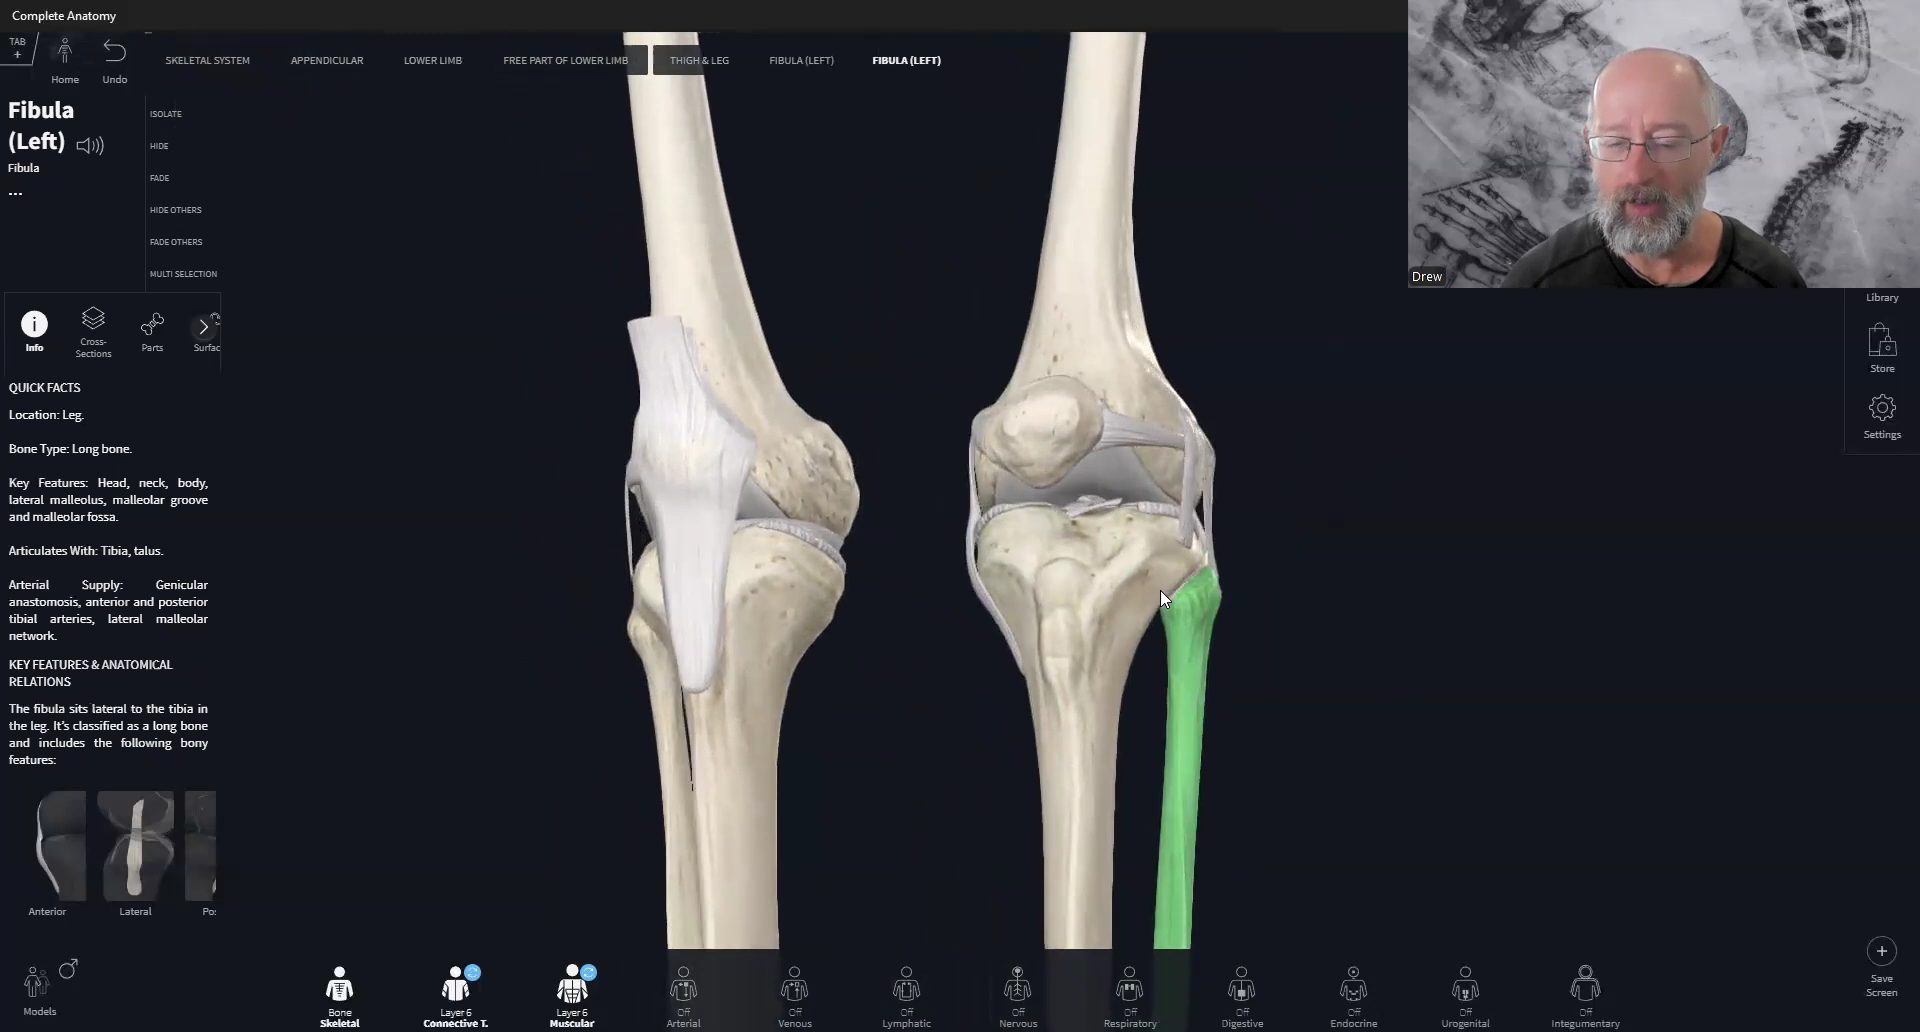 Complete Anatomy
TAB
+
Home
Undo
SKELETAL SYSTEM
APPENDICULAR
LOWER LIMB
FREE PART OF LOWER LIMB
THIGH & LEG
FIBULA (LEFT)
FIBULA (LEFT)
Fibula
(Left)
Fibula
...
ISOLATE
HIDE
FADE
HIDE OTHERS
FADE OTHERS
MULTI SELECTION
Info
Cross-
Sections
Parts
Surfac
QUICK FACTS
Location: Leg.
Bone Type: Long bone.
Key Features: Head, neck, body,
lateral malleolus, malleolar groove
and malleolar fossa.
Articulates With: Tibia, talus.
Arterial Supply: Genicular
anastomosis, anterior and posterior
tibial arteries, lateral malleolar
network.
KEY FEATURES & ANATOMICAL
RELATIONS
The fibula sits lateral to the tibia in
the leg. It's classified as a long bone
and includes the following bony
features:
Anterior
Lateral
Pos
Models
Bone
Skeletal
Layer 6
Connective T.
Layer 6
Muscular
Off
Arterial
Off
Venous
Off
Lymphatic
Off
Nervous
Off
Respiratory
Off
Digestive
Off
Endocrine
Off
Urogenital
Off
Integumentary
Drew
Library
Store
Settings
Save
Screen